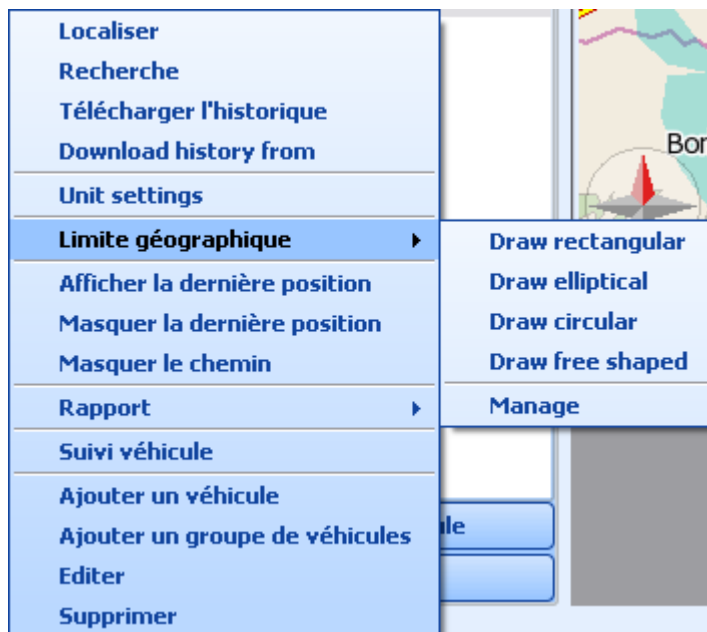 Localiser
Recherche
Télécharger l'historique
Download history from
Unit settings
Limite géographique
Afficher la dernière position
Masquer la dernière position
Masquer le chemin
Rapport
Suivi véhicule
Ajouter un véhicule
Ajouter un groupe de véhicules
Editer
Supprimer
Draw rectangular
Draw elliptical
Draw circular
Draw free shaped
Manage